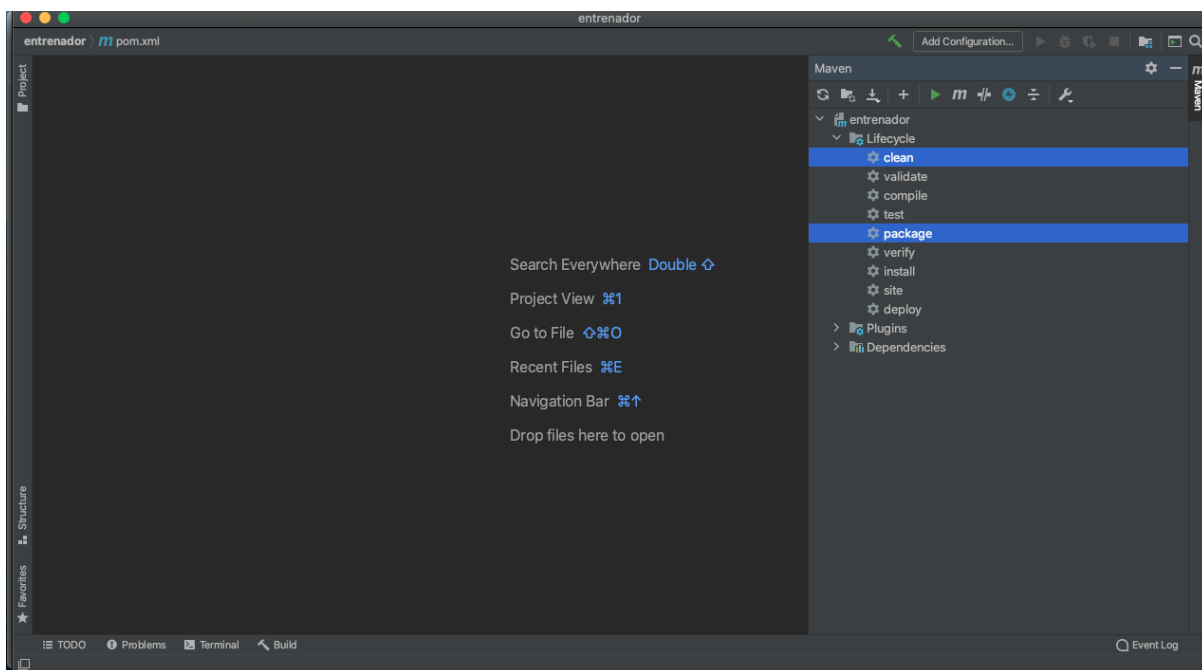 entrenador
entrenador m pom.xml
Add Configuration...
Project
Maven
m Maven
m
entrenador
Lifecycle
clean
validate
compile
test
package
verify
install
site
deploy
Plugins
Dependencies
Search Everywhere Double ⇧
Project View ⌘1
Go to File ⇧⌘O
Recent Files ⌘E
Navigation Bar ⌘↑
Drop files here to open
Structure
Favorites
TODO Problems Terminal Build Event Log